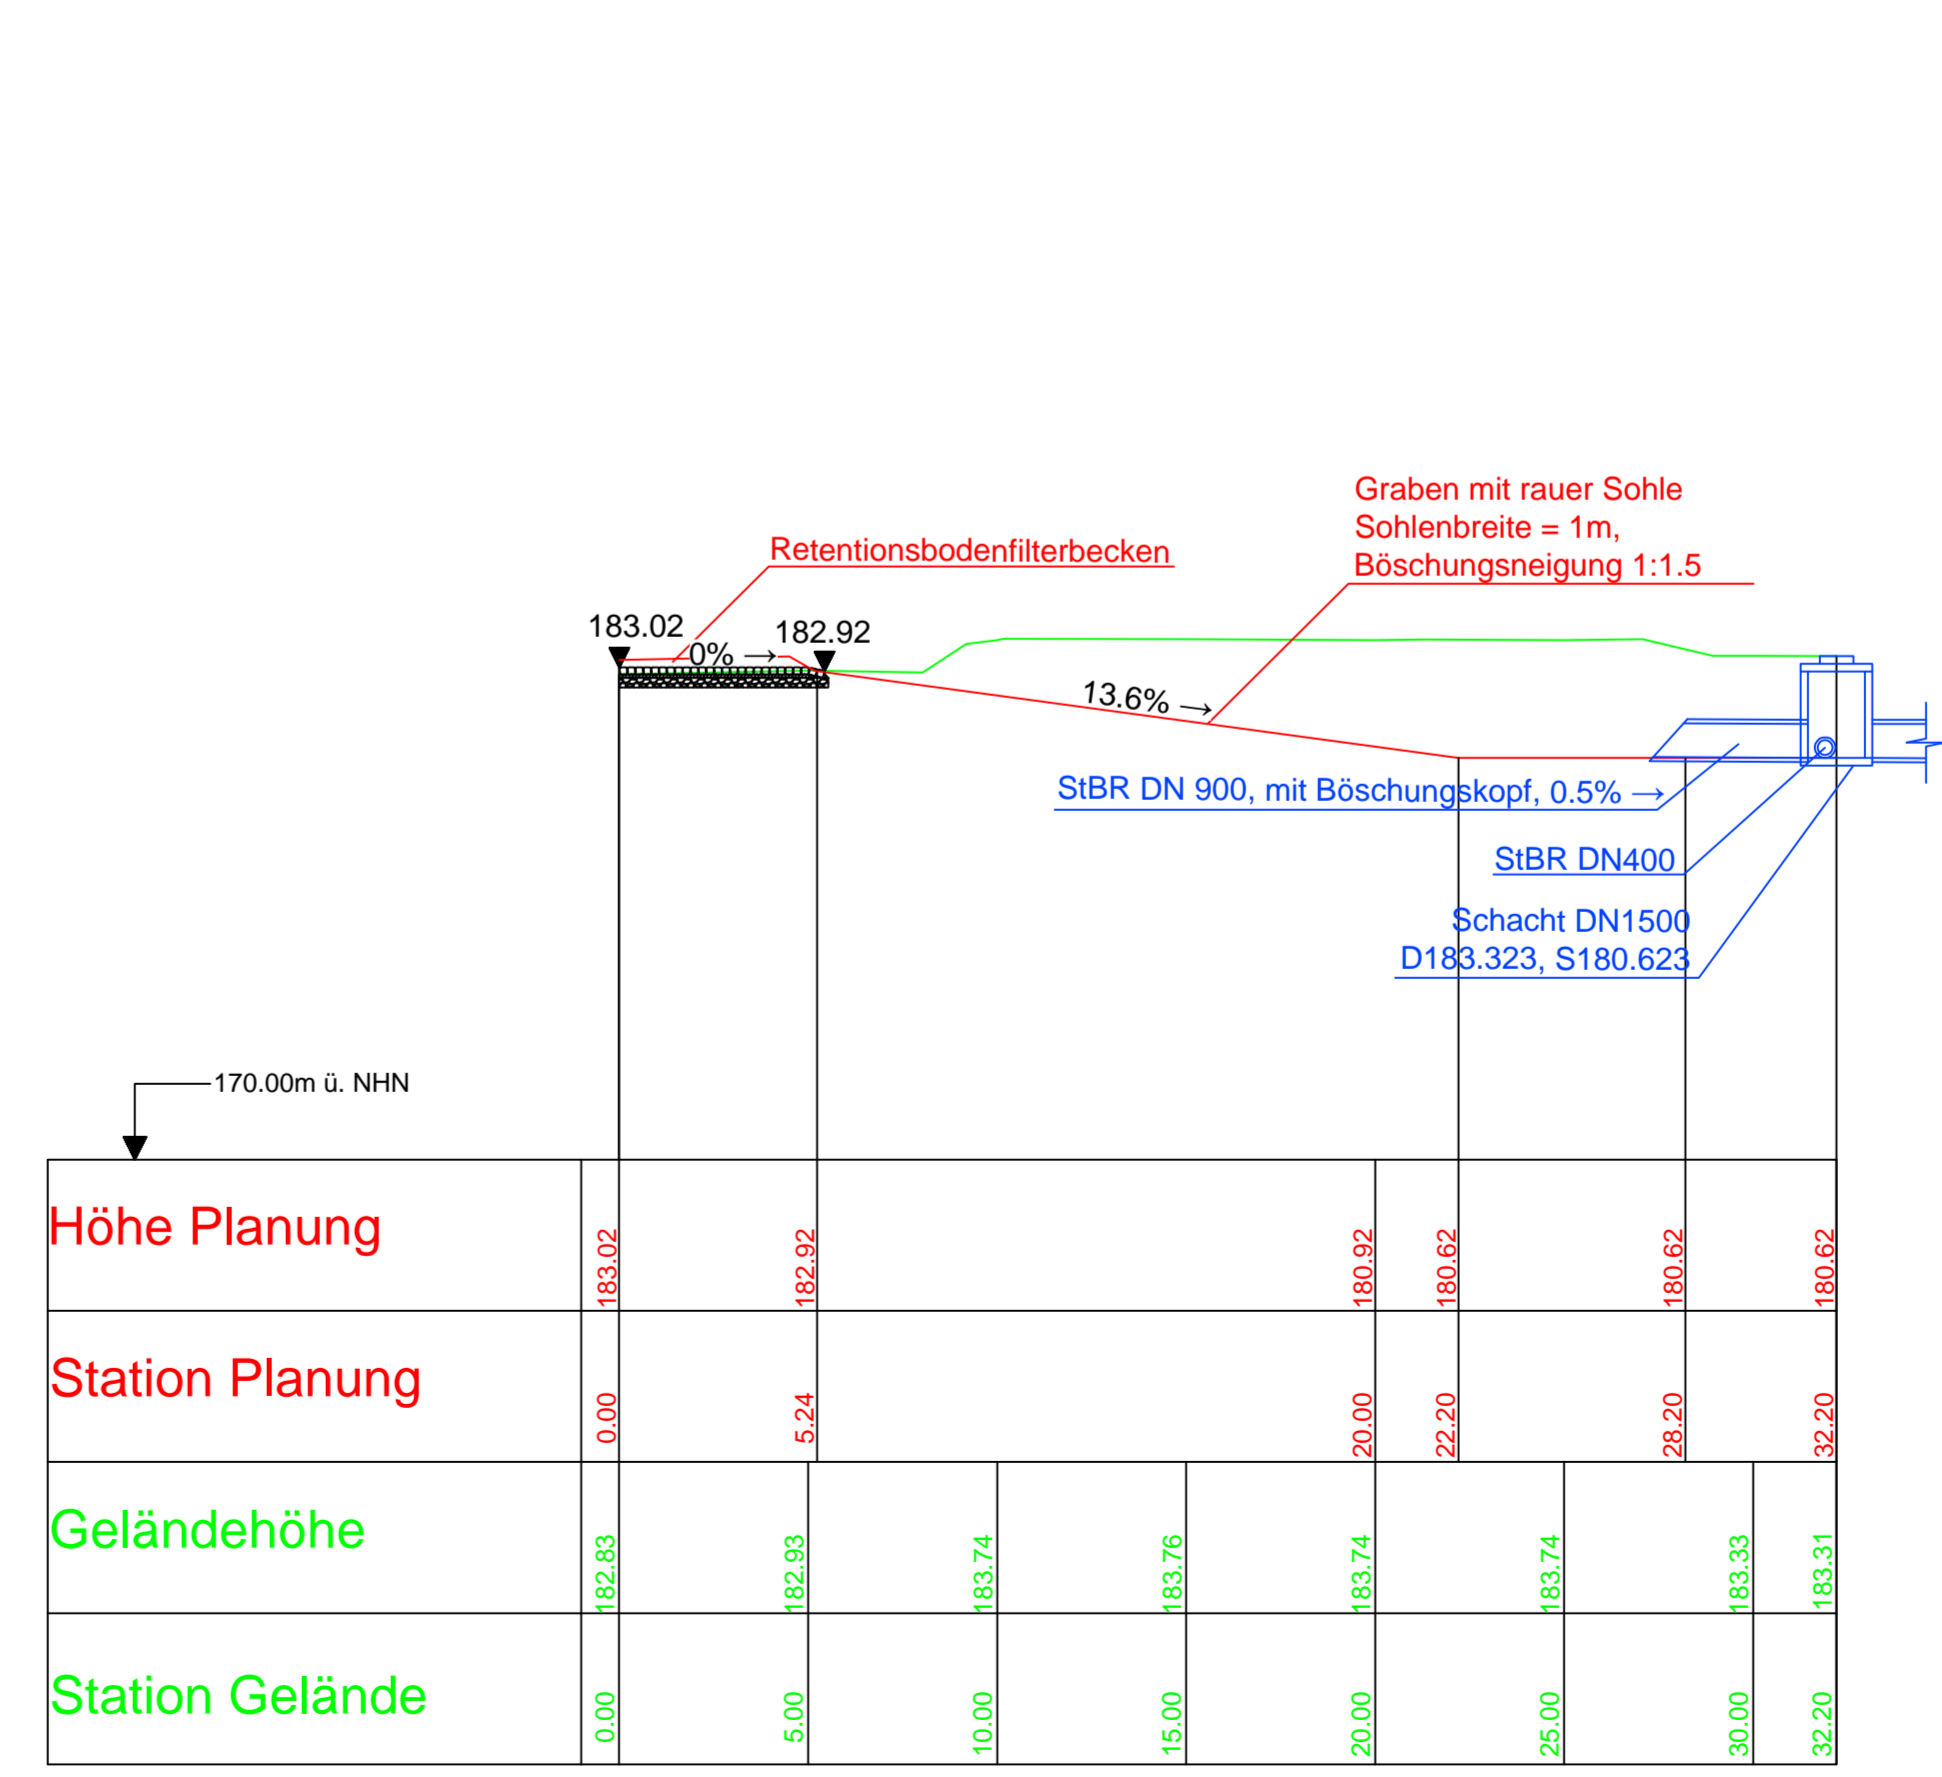 Graben mit rauer Sohle
Sohlenbreite = 1m,
Böschungsneigung 1:1.5
Retentionsbodenfilterbecken
183.02
182.92
0% →
13.6% →
StBR DN 900, mit Böschungskopf, 0.5% →
StBR DN400
Schacht DN1500
D183.323, S180.623
170.00m ü. NHN
Höhe Planung 183.02 182.92 180.92 180.62 180.62 180.62
Station Planung 0.00 5.24 20.00 22.20 28.20 32.20
Geländehöhe 182.83 182.93 183.74 183.76 183.74 183.74 183.33 183.31
Station Gelände 0.00 5.00 10.00 15.00 20.00 25.00 30.00 32.20